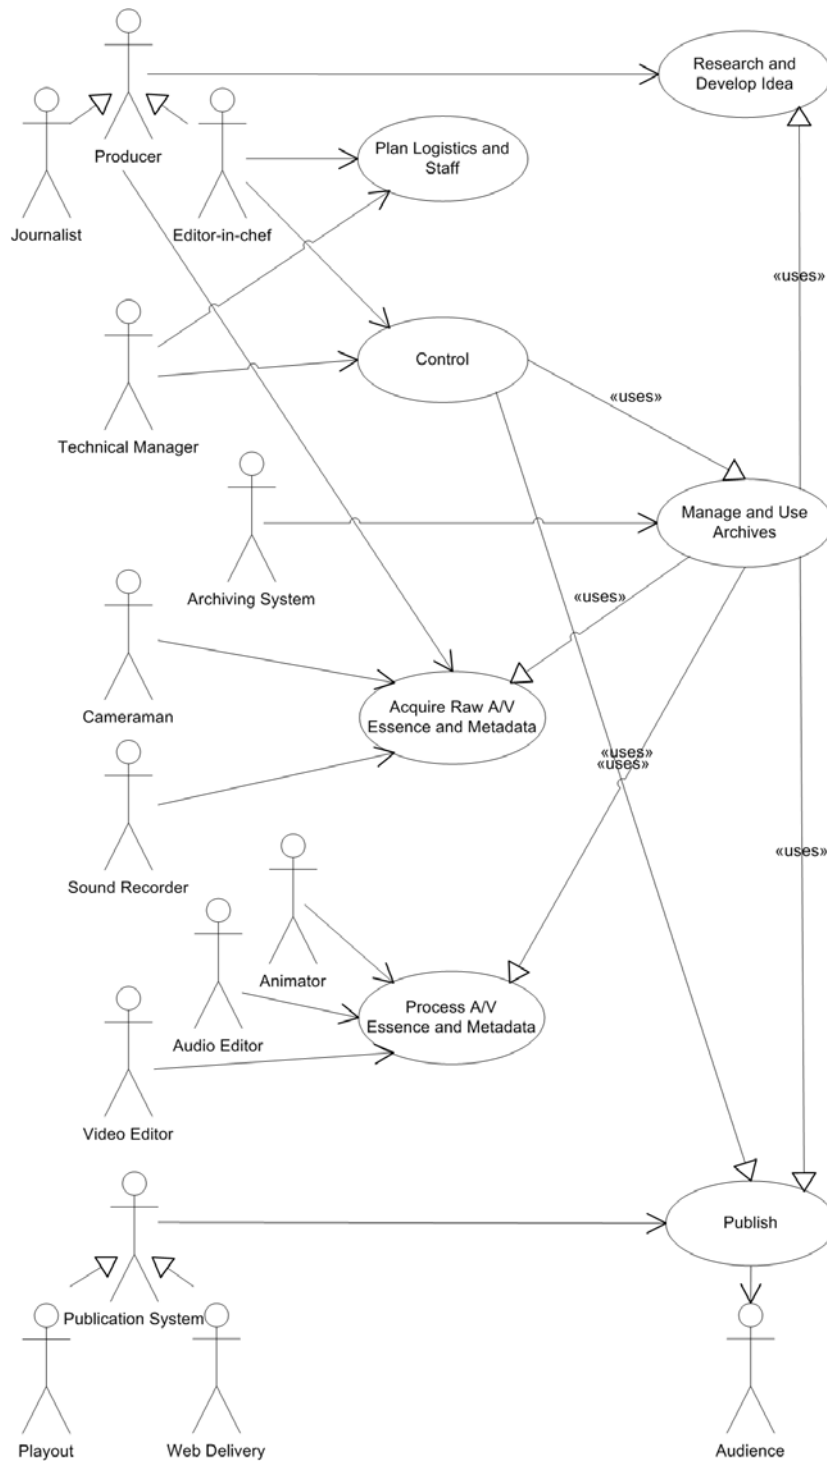 Research and
Develop Idea
Producer
Plan Logistics and
Staff
Journalist
Editor-in-chef
«uses»
Control
«uses»
Technical Manager
Manage and Use
Archives
Archiving System
«uses»
Cameraman
Acquire Raw A/V
Essence and Metadata
«uses»
«uses»
Sound Recorder
«uses»
Animator
Process A/V
Essence and Metadata
Audio Editor
Video Editor
Publish
Publication System
Playout
Web Delivery
Audience